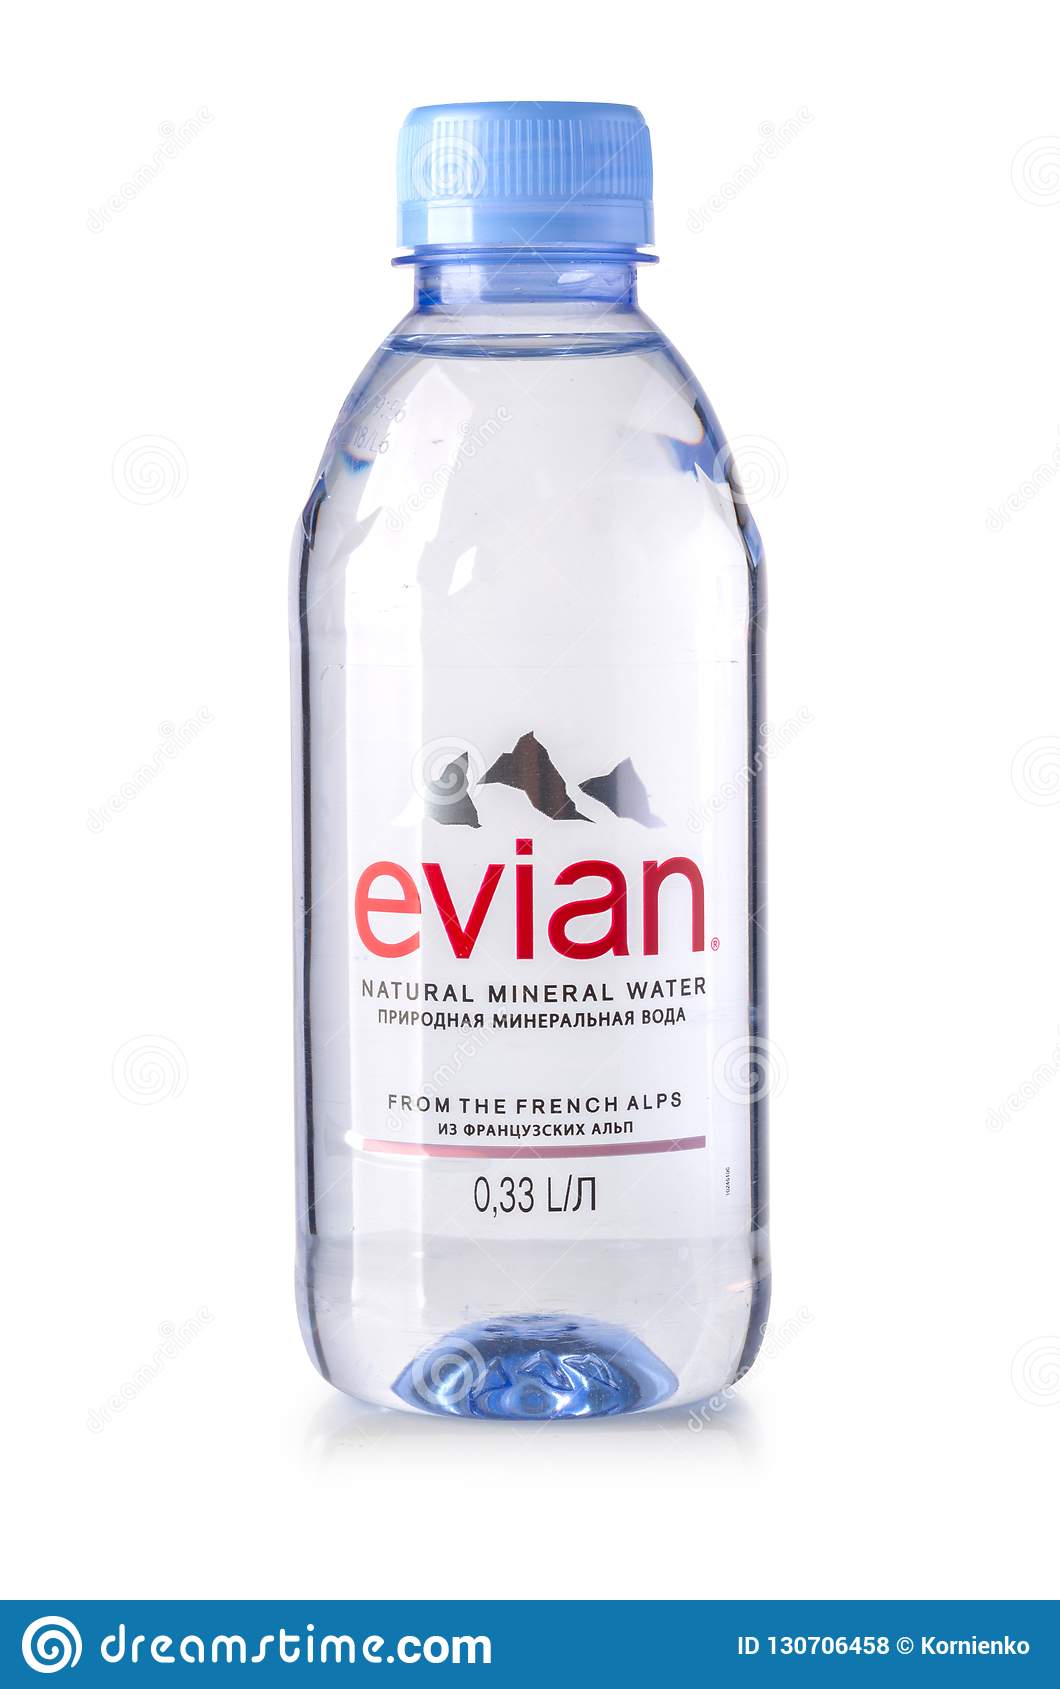 evian®
NATURAL MINERAL WATER
ПРИРОДНАЯ МИНЕРАЛЬНАЯ ВОДА
FROM THE FRENCH ALPS
ИЗ ФРАНЦУЗСКИХ АЛЬП
0,33 L/Л
dreamstime.com
ID 130706458 © Kornienko